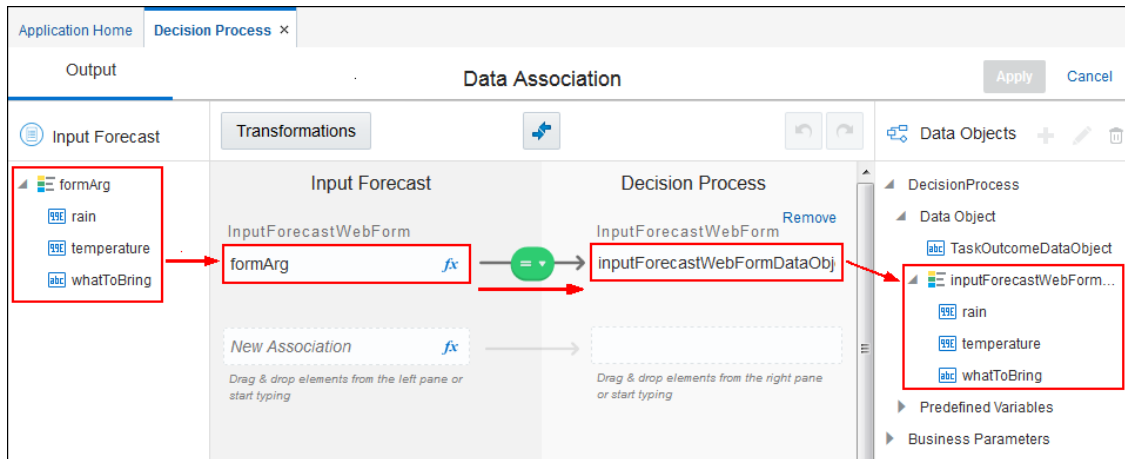 Application Home Decision Process ×
Output Data Association Apply Cancel
Input Forecast Transformations Data Objects
formArg
rain
temperature
whatToBring
Input Forecast Decision Process
Remove
InputForecastWebForm InputForecastWebForm
formArg fx = inputForecastWebFormDataObj
New Association fx
Drag & drop elements from the left pane or
start typing
Drag & drop elements from the right pane
or start typing
DecisionProcess
Data Object
abc TaskOutcomeDataObject
inputForecastWebForm...
rain
temperature
abc whatToBring
Predefined Variables
Business Parameters